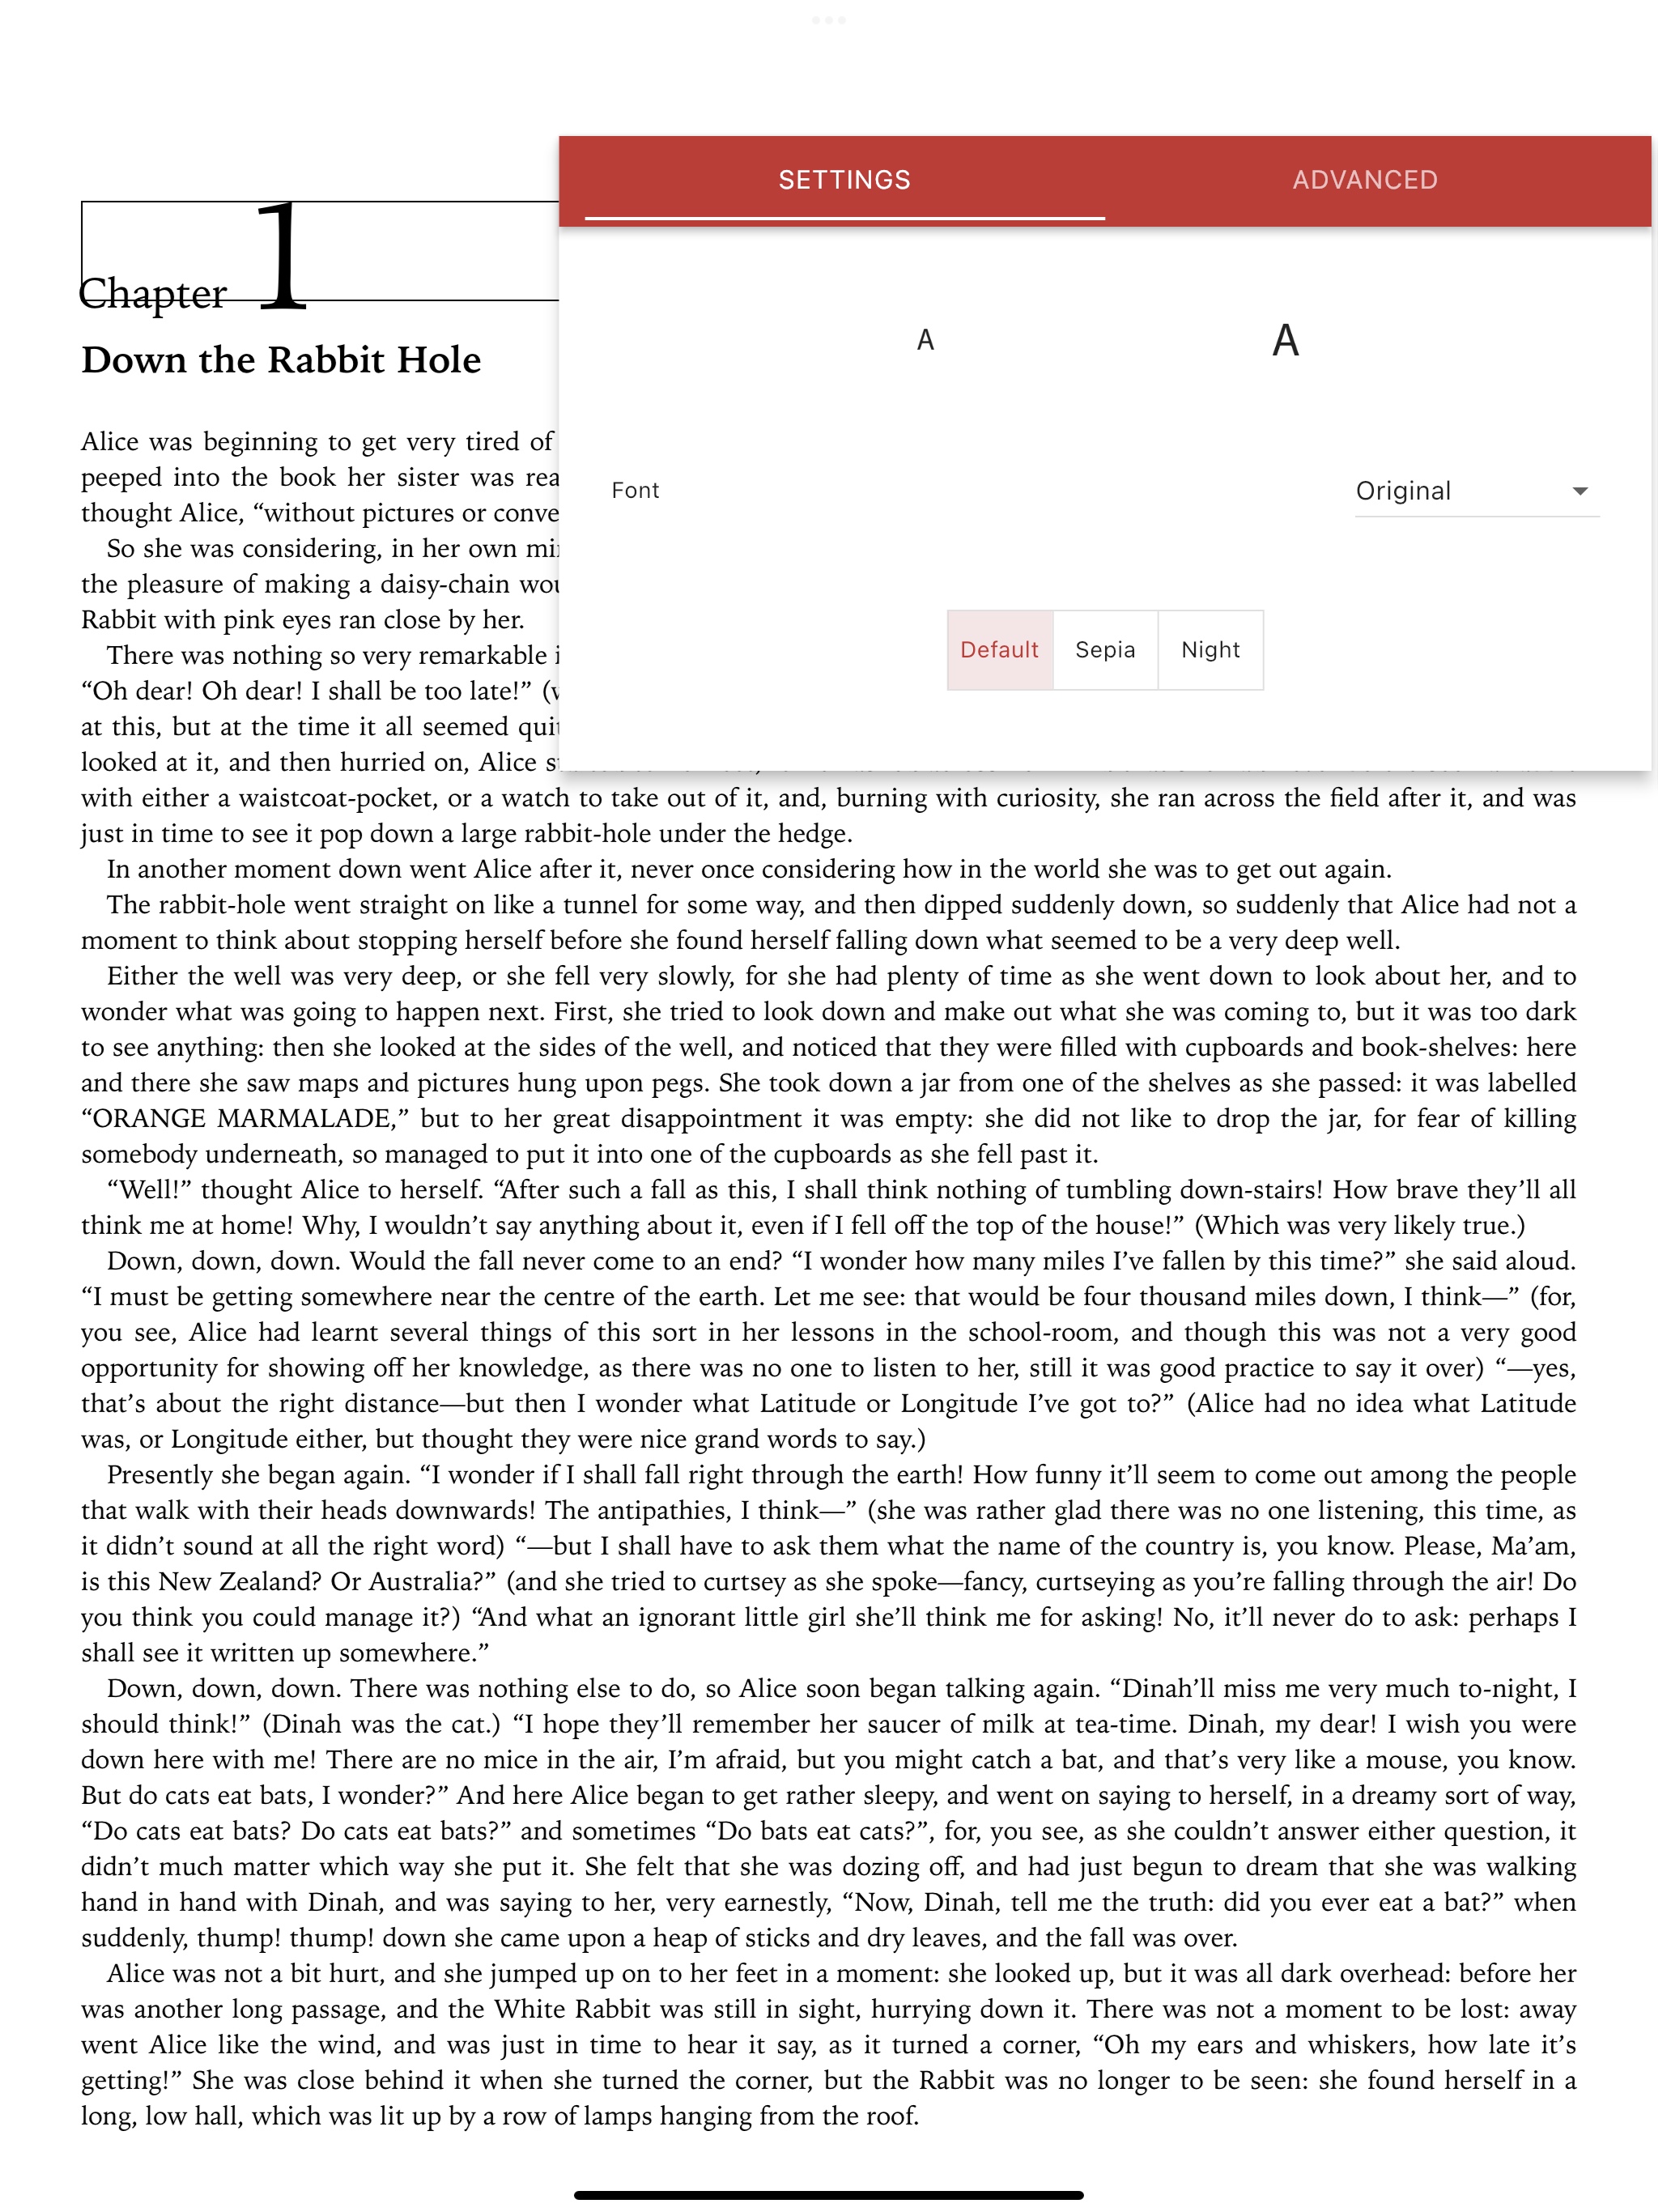 SETTINGS
ADVANCED
A
A
Font
Original
Default
Sepia
Night
Chapter 1
Down the Rabbit Hole
Alice was beginning to get very tired of
peeped into the book her sister was
thought Alice, “without pictures or
So she was considering, in her own
the pleasure of making a daisy-chain
Rabbit with pink eyes ran close by her.
There was nothing so very remarkable
“Oh dear! Oh dear! I shall be too late!”
at this, but at the time it all seemed
looked at it, and then hurried on, Alice
with either a waistcoat-pocket, or a watch to take out of it, and, burning with curiosity, she ran across the field after it, and was
just in time to see it pop down a large rabbit-hole under the hedge.
In another moment down went Alice after it, never once considering how in the world she was to get out again.
The rabbit-hole went straight on like a tunnel for some way, and then dipped suddenly down, so suddenly that Alice had not a
moment to think about stopping herself before she found herself falling down what seemed to be a very deep well.
Either the well was very deep, or she fell very slowly, for she had plenty of time as she went down to look about her, and to
wonder what was going to happen next. First, she tried to look down and make out what she was coming to, but it was too dark
to see anything: then she looked at the sides of the well, and noticed that they were filled with cupboards and book-shelves: here
and there she saw maps and pictures hung upon pegs. She took down a jar from one of the shelves as she passed: it was labelled
“ORANGE MARMALADE,” but to her great disappointment it was empty: she did not like to drop the jar, for fear of killing
somebody underneath, so managed to put it into one of the cupboards as she fell past it.
“Well!” thought Alice to herself. “After such a fall as this, I shall think nothing of tumbling down-stairs! How brave they’ll all
think me at home! Why, I wouldn’t say anything about it, even if I fell off the top of the house!” (Which was very likely true.)
Down, down, down. Would the fall never come to an end? “I wonder how many miles I’ve fallen by this time?” she said aloud.
“I must be getting somewhere near the centre of the earth. Let me see: that would be four thousand miles down, I think—” (for,
you see, Alice had learnt several things of this sort in her lessons in the school-room, and though this was not a very good
opportunity for showing off her knowledge, as there was no one to listen to her, still it was good practice to say it over) “—yes,
that’s about the right distance—but then I wonder what Latitude or Longitude I’ve got to?” (Alice had no idea what Latitude
was, or Longitude either, but thought they were nice grand words to say.)
Presently she began again. “I wonder if I shall fall right through the earth! How funny it’ll seem to come out among the people
that walk with their heads downwards! The antipathies, I think—” (she was rather glad there was no one listening, this time, as
it didn’t sound at all the right word) “—but I shall have to ask them what the name of the country is, you know. Please, Ma’am,
is this New Zealand? Or Australia?” (and she tried to curtsey as she spoke—fancy, curtseying as you’re falling through the air! Do
you think you could manage it?) “And what an ignorant little girl she’ll think me for asking! No, it’ll never do to ask: perhaps I
shall see it written up somewhere.”
Down, down, down. There was nothing else to do, so Alice soon began talking again. “Dinah’ll miss me very much to-night, I
should think!” (Dinah was the cat.) “I hope they’ll remember her saucer of milk at tea-time. Dinah, my dear! I wish you were
down here with me! There are no mice in the air, I’m afraid, but you might catch a bat, and that’s very like a mouse, you know.
But do cats eat bats, I wonder?” And here Alice began to get rather sleepy, and went on saying to herself, in a dreamy sort of way,
“Do cats eat bats? Do cats eat bats?” and sometimes “Do bats eat cats?”, for, you see, as she couldn’t answer either question, it
didn’t much matter which way she put it. She felt that she was dozing off, and had just begun to dream that she was walking
hand in hand with Dinah, and was saying to her, very earnestly, “Now, Dinah, tell me the truth: did you ever eat a bat?” when
suddenly, thump! thump! down she came upon a heap of sticks and dry leaves, and the fall was over.
Alice was not a bit hurt, and she jumped up on to her feet in a moment: she looked up, but it was all dark overhead: before her
was another long passage, and the White Rabbit was still in sight, hurrying down it. There was not a moment to be lost: away
went Alice like the wind, and was just in time to hear it say, as it turned a corner, “Oh my ears and whiskers, how late it’s
getting!” She was close behind it when she turned the corner, but the Rabbit was no longer to be seen: she found herself in a
long, low hall, which was lit up by a row of lamps hanging from the roof.